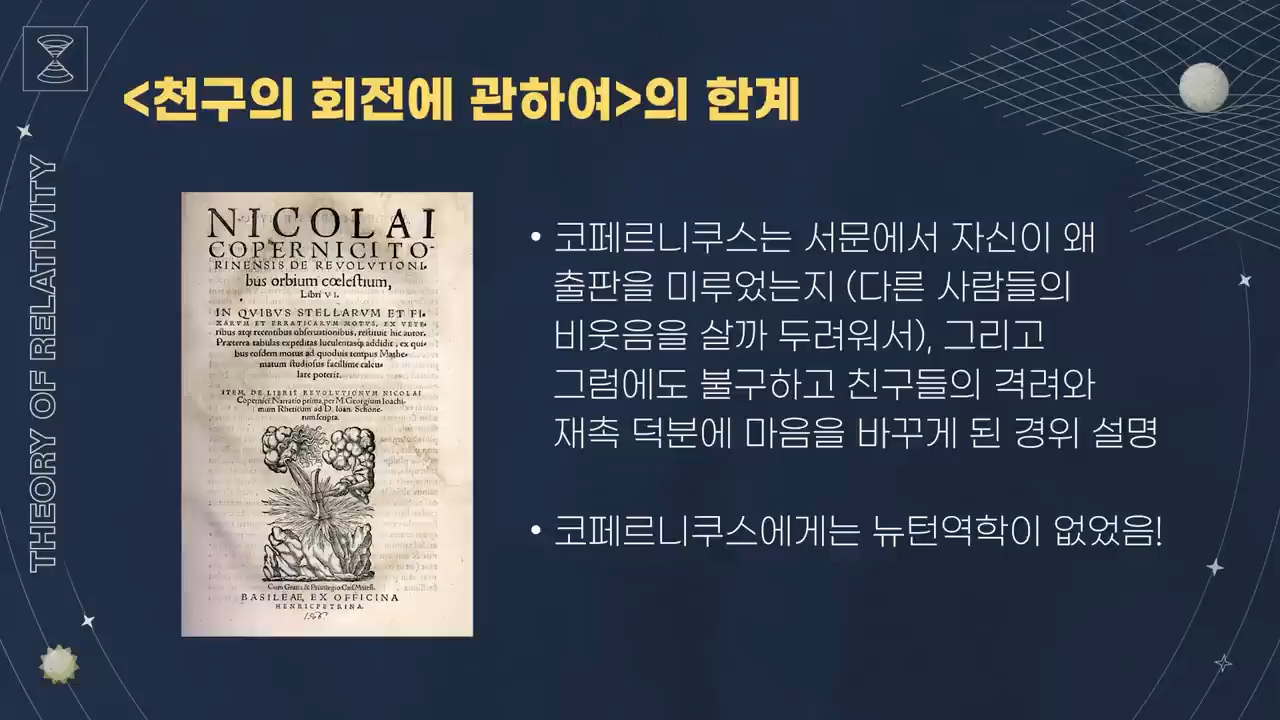 <천구의 회전에 관하여>의 한계
THEORY OF RELATIVITY
NICOLAI
COPERNICI TO-
RINENSIS DE REVOLVTIONI-
bus orbium cœlestium,
Libri VI.
IN QVIBVS STELLARVM ET FI-
XARVM ET ERRATICARVM MOTVS, EX VETE-
ribus atq; recentibus obseruationibus, restituit hic autor.
Præterea tabulas expeditas luculentasq; addidit, ex qui-
bus eosdem motus ad quoduis tempus Mathe-
matum studiosus facillime calcu-
lare poterit.
ITEM, DE LIBRIS REVOLVTIONVM NICOLAI
Copernici Narratio prima, per M. Georgium Ioachi-
mum Rheticum ad D. Ioan. Schöne-
rum scripta.
Cum Gratia & Priuilegio Cæs. Maiest.
BASILEAE, EX OFFICINA
HENRICPETRINA.
• 코페르니쿠스는 서문에서 자신이 왜
출판을 미루었는지 (다른 사람들의
비웃음을 살까 두려워서), 그리고
그럼에도 불구하고 친구들의 격려와
재촉 덕분에 마음을 바꾸게 된 경위 설명
• 코페르니쿠스에게는 뉴턴역학이 없었음!